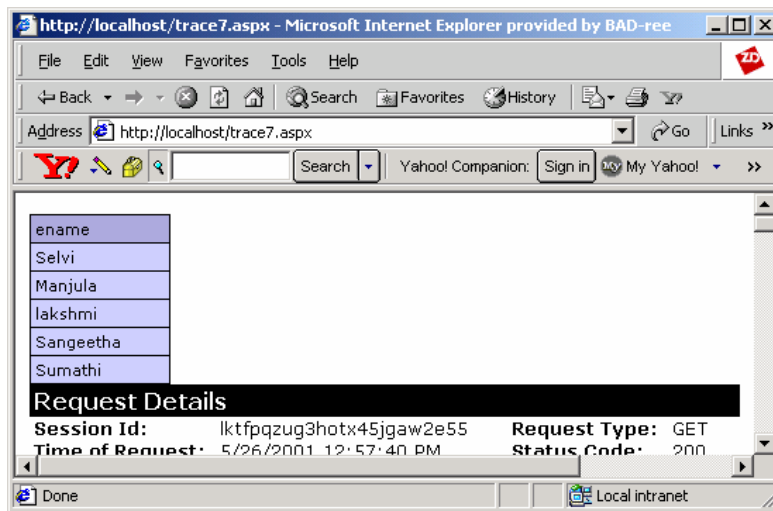 http://localhost/trace7.aspx - Microsoft Internet Explorer provided by BAD-ree
File Edit View Favorites Tools Help
Back Search Favorites History
Address http://localhost/trace7.aspx Go Links »
Y! Search Yahoo! Companion: Sign in My My Yahoo! »
ename
Selvi
Manjula
lakshmi
Sangeetha
Sumathi
Request Details
Session Id: lktfpqzug3hotx45jgaw2e55 Request Type: GET
Time of Request: 5/26/2001 12:57:40 PM Status Code: 200
Done Local intranet